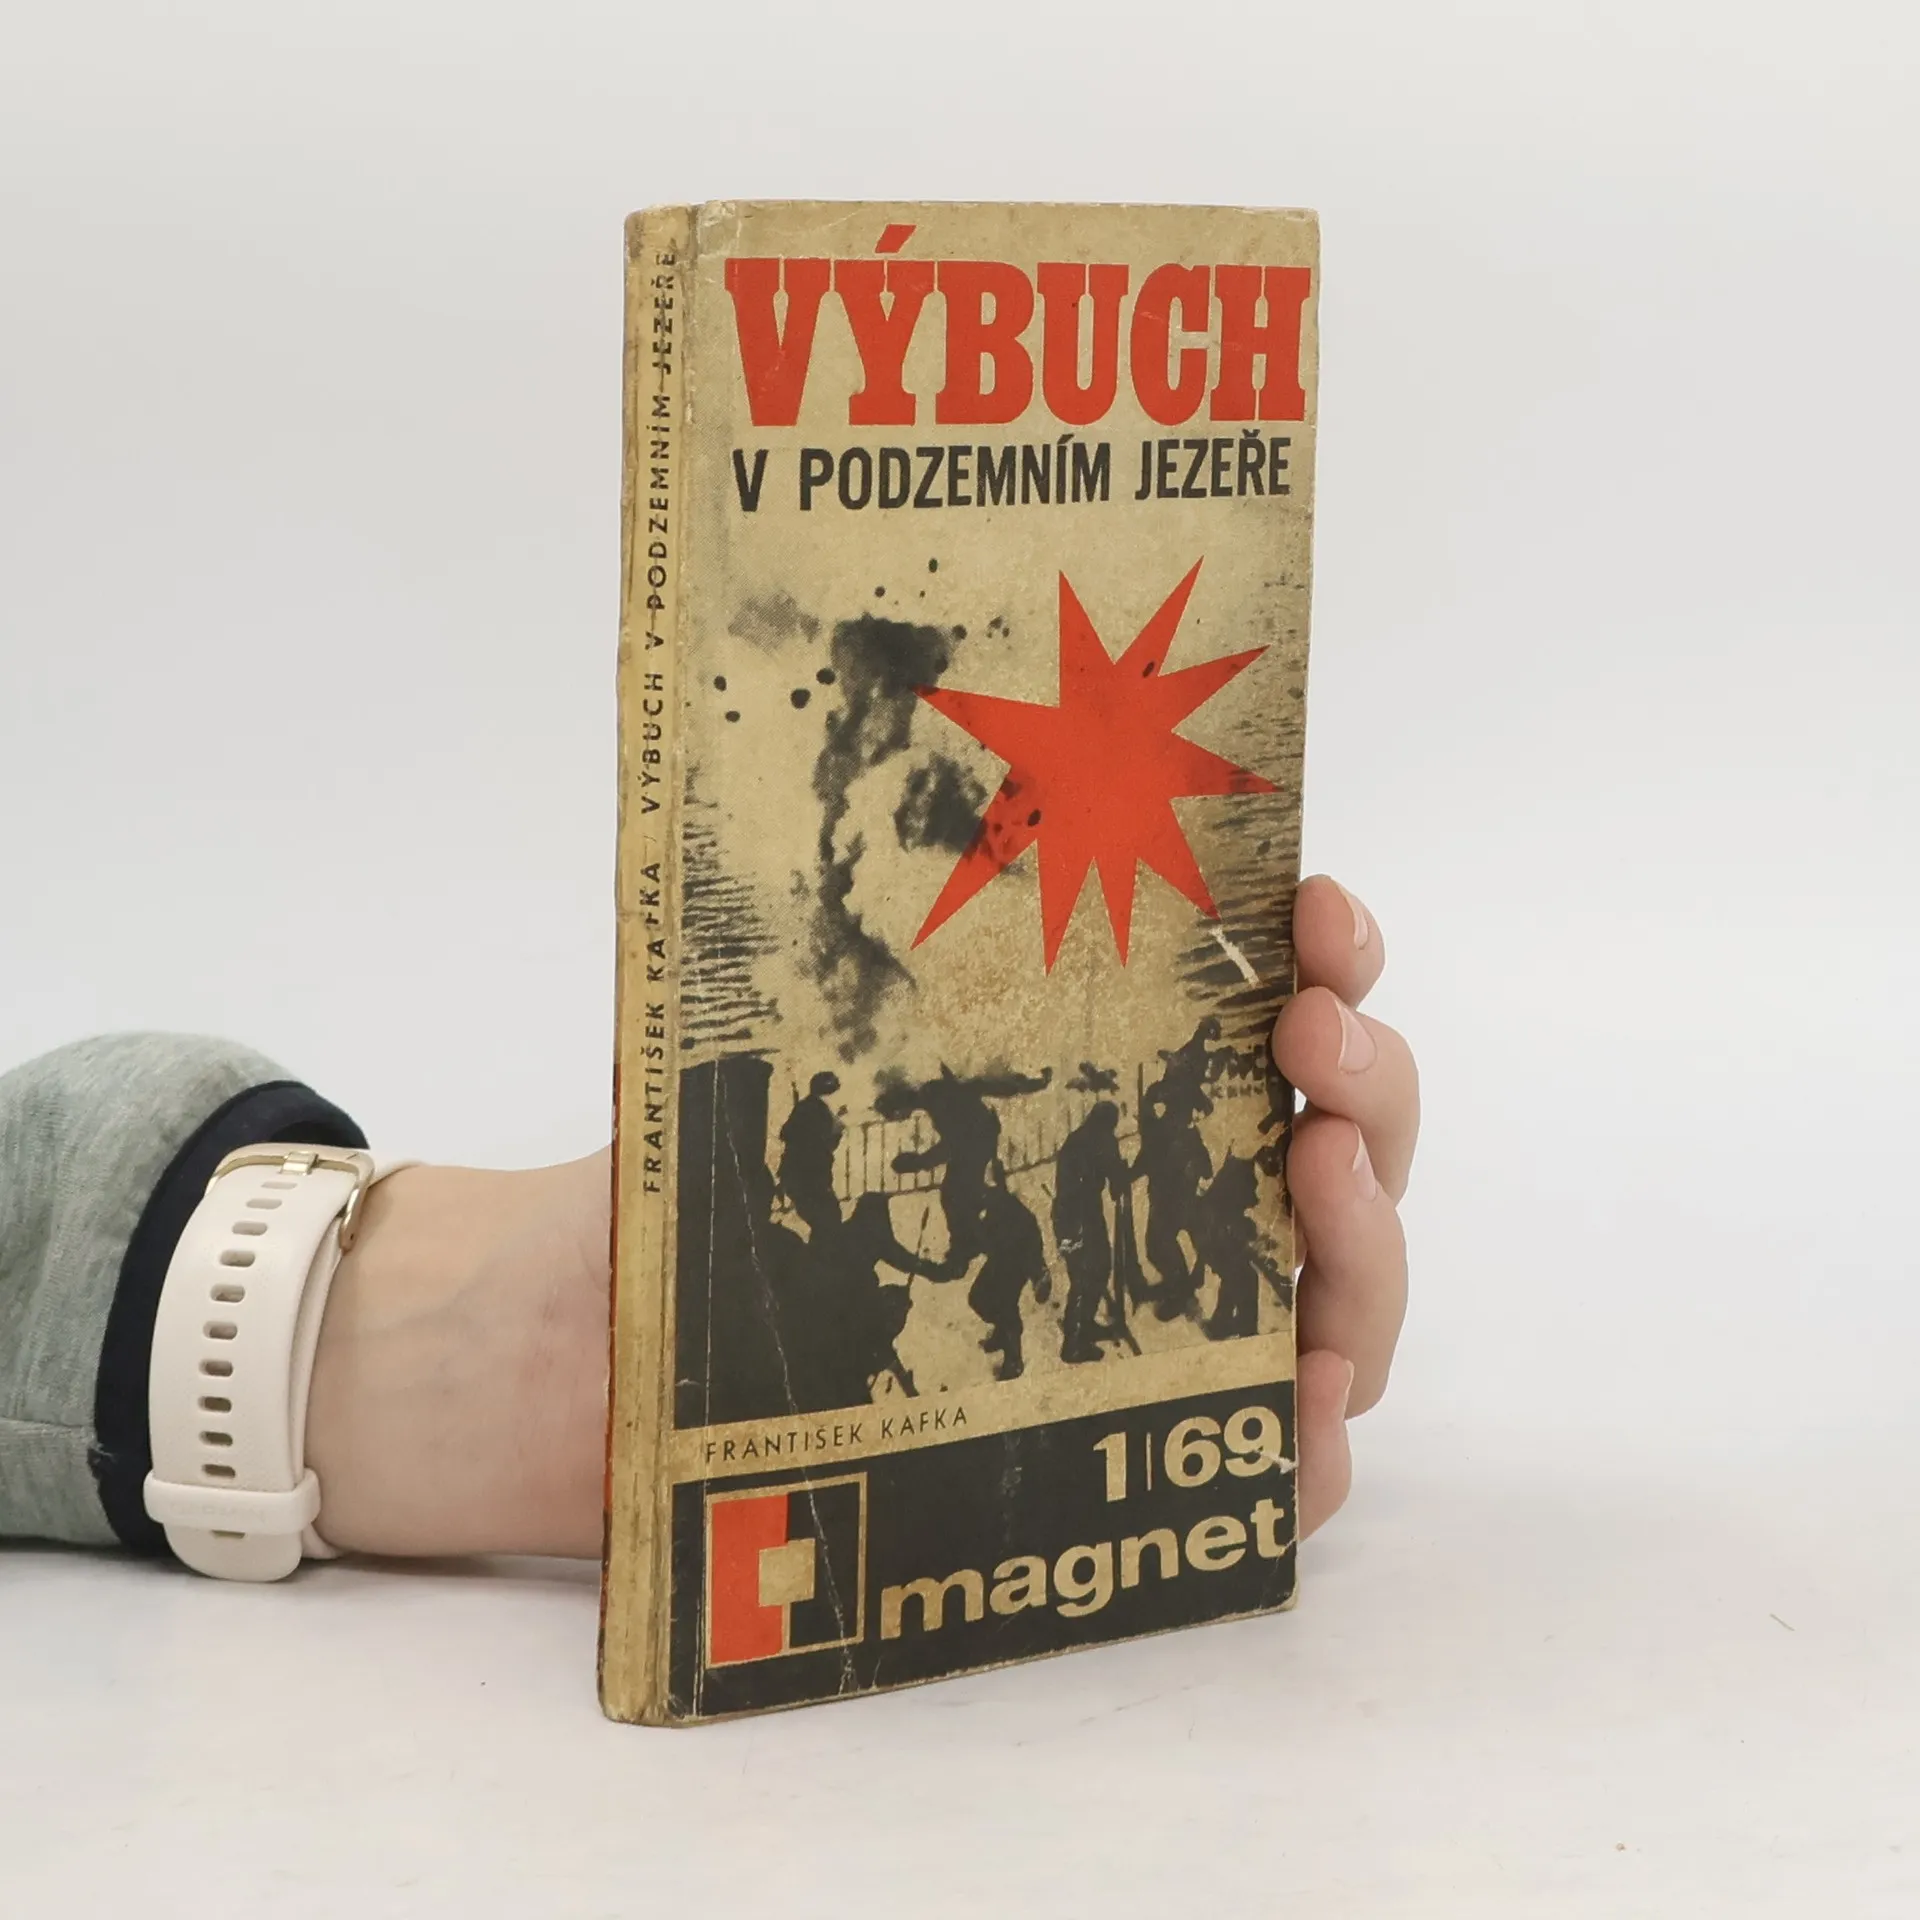 VÝBUCH
V PODZEMNÍM JEZEŘE
FRANTIŠEK KAFKA
1|69
magnet
FRANTIŠEK KAFKA / VÝBUCH V PODZEMNÍM JEZEŘE